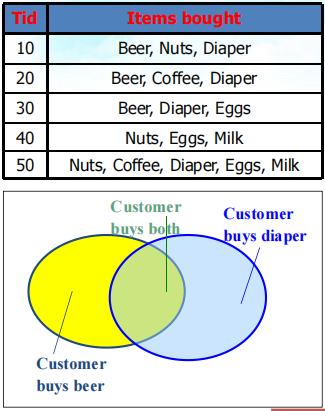 Tid Items bought
10 Beer, Nuts, Diaper
20 Beer, Coffee, Diaper
30 Beer, Diaper, Eggs
40 Nuts, Eggs, Milk
50 Nuts, Coffee, Diaper, Eggs, Milk
Customer
buys both
Customer
buys diaper
Customer
buys beer